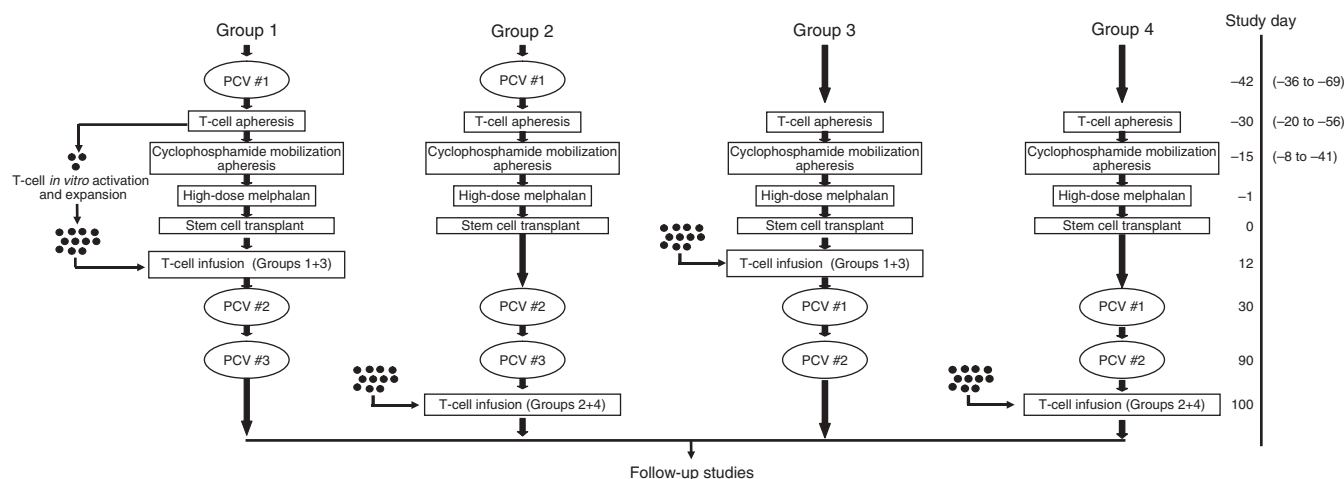 Group 1
Group 2
Group 3
Group 4
Study day
PCV #1
PCV #1
–42 (–36 to –69)
T-cell apheresis
T-cell apheresis
T-cell apheresis
T-cell apheresis
–30 (–20 to –56)
Cyclophosphamide mobilization
apheresis
Cyclophosphamide mobilization
apheresis
Cyclophosphamide mobilization
apheresis
Cyclophosphamide mobilization
apheresis
–15 (–8 to –41)
T-cell in vitro activation
and expansion
High-dose melphalan
High-dose melphalan
High-dose melphalan
High-dose melphalan
–1
Stem cell transplant
Stem cell transplant
Stem cell transplant
Stem cell transplant
0
T-cell infusion (Groups 1+3)
T-cell infusion (Groups 1+3)
12
PCV #2
PCV #2
PCV #1
PCV #1
30
PCV #3
PCV #3
PCV #2
PCV #2
90
T-cell infusion (Groups 2+4)
T-cell infusion (Groups 2+4)
100
Follow-up studies